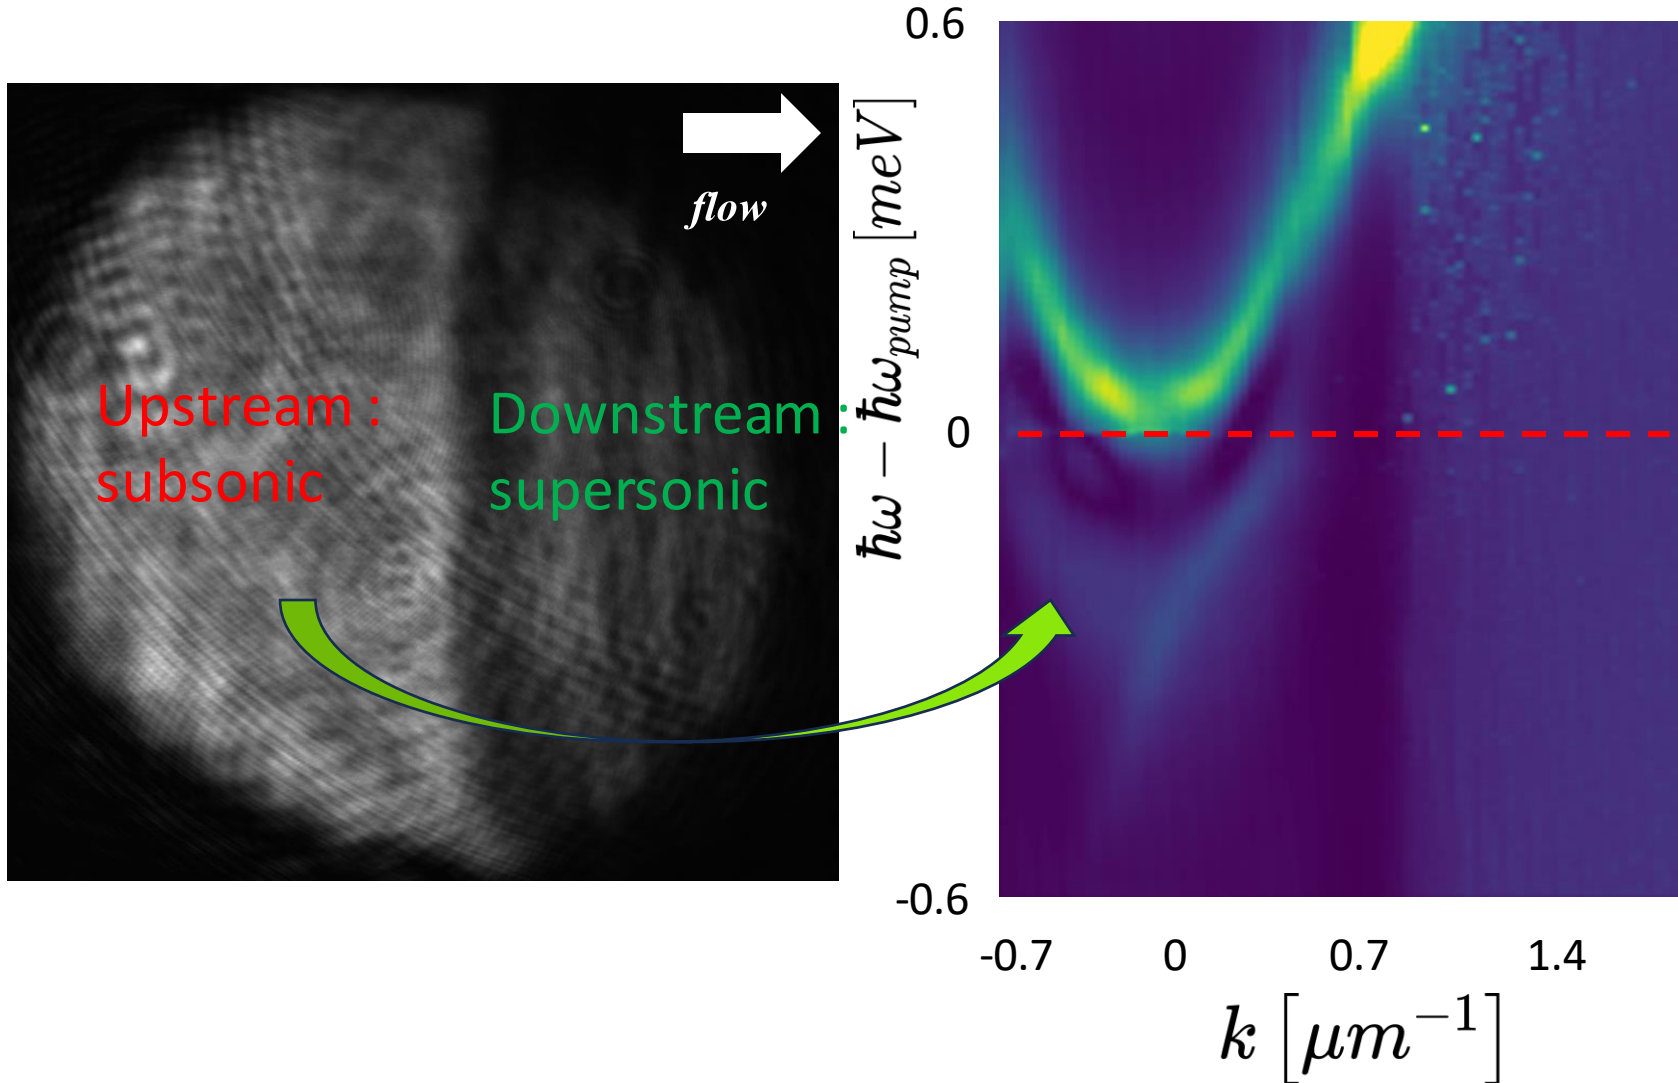 flow
Upstream :
subsonic
Downstream :
supersonic
ħω − ħω_pump [meV]
0.6
0
-0.6
-0.7 0 0.7 1.4
k [μm⁻¹]